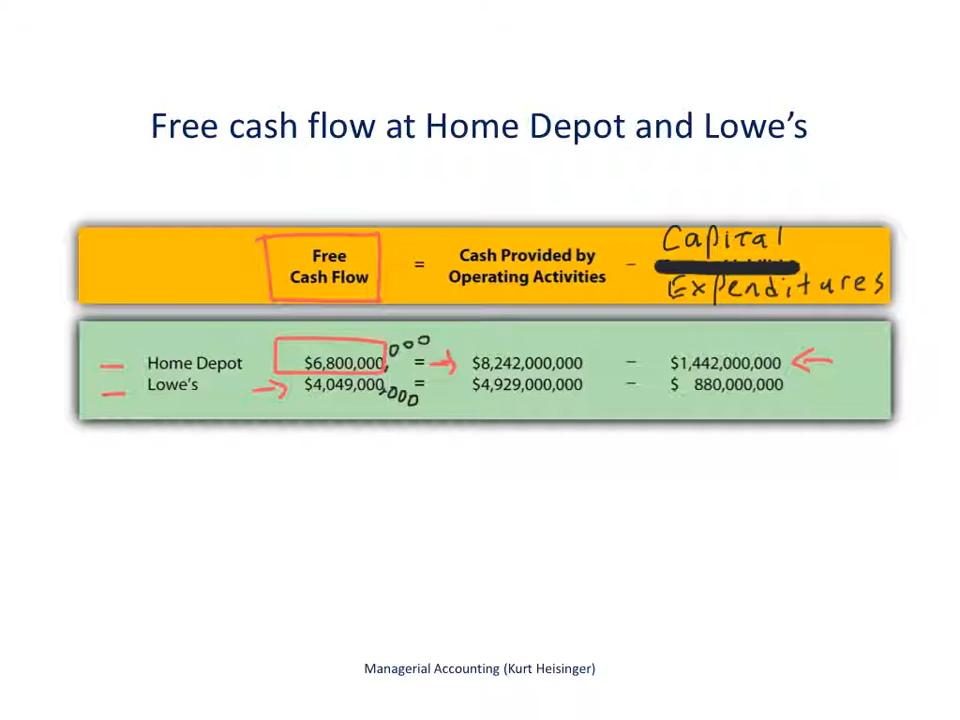 Free cash flow at Home Depot and Lowe's
Free
Cash Flow
=
Cash Provided by
Operating Activities
–
Capital
Expenditures
Home Depot $6,800,000,000 = $8,242,000,000 – $1,442,000,000
Lowe's $4,049,000,000 = $4,929,000,000 – $ 880,000,000
Managerial Accounting (Kurt Heisinger)